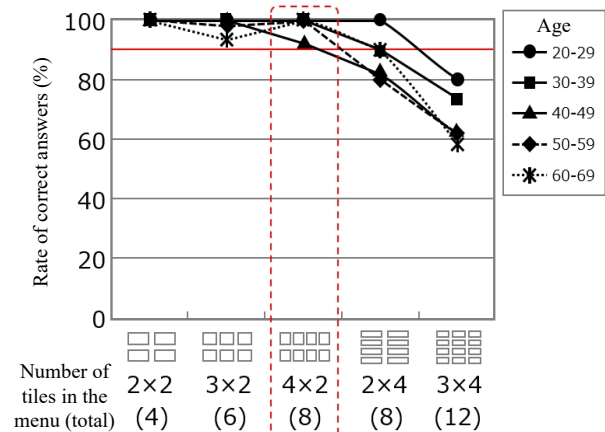 Rate of correct answers (%)
100
80
60
40
20
0
Age
20-29
30-39
40-49
50-59
60-69
Number of
tiles in the
menu (total)
2×2 3×2 4×2 2×4 3×4
(4) (6) (8) (8) (12)